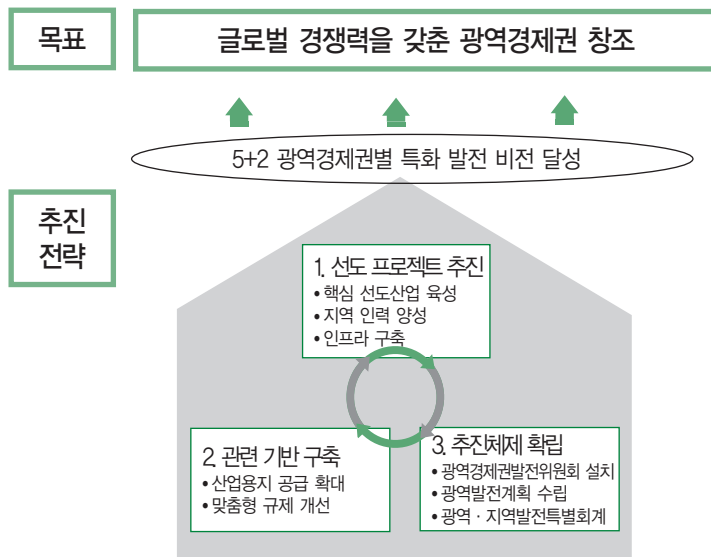 목표
글로벌 경쟁력을 갖춘 광역경제권 창조
5+2 광역경제권별 특화 발전 비전 달성
추진
전략
1. 선도 프로젝트 추진
•핵심 선도산업 육성
•지역 인력 양성
•인프라 구축
2. 관련 기반 구축
•산업용지 공급 확대
•맞춤형 규제 개선
3. 추진체제 확립
•광역경제권발전위원회 설치
•광역발전계획 수립
•광역·지역발전특별회계